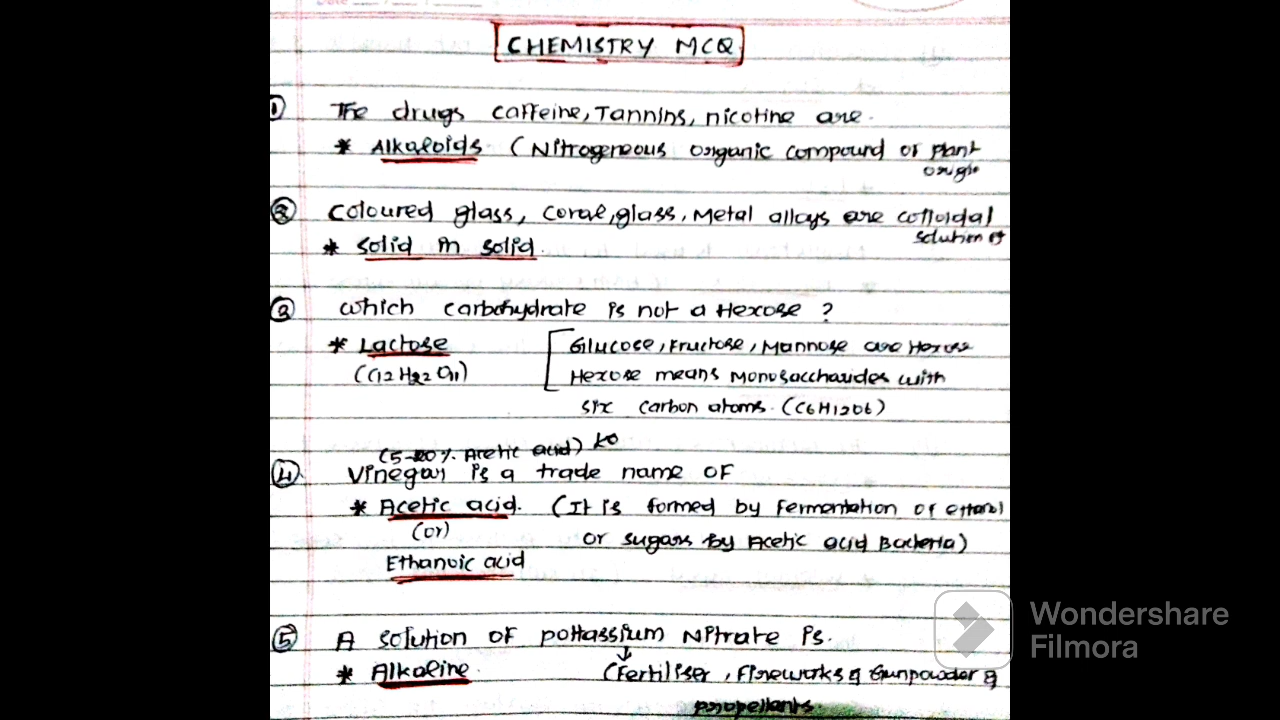 CHEMISTRY MCQ
① The drugs caffeine, Tannins, nicotine are.
* Alkaloids. (Nitrogeneous organic compound of plant
origin
② Coloured glass, coral, glass, Metal alloys are colloidal
solution of
* solid in solid.
③ which carbohydrate is not a Hexose ?
* Lactose [ Glucose, Fructose, Mannose are Hexose
(C12 H22 O11) Hexose means Monosaccharides with
six carbon atoms. (C6H12O6)
(5-20% Acetic acid)
④ Vinegar is a trade name of
* Acetic acid. (It is formed by fermentation of ethanol
(or) or sugars by Acetic acid Bacteria)
Ethanoic acid
⑤ A solution of pottassium Nitrate is.
* Alkaline. (Fertiliser, Fireworks & Gunpowder &
propellants.
Wondershare
Filmora